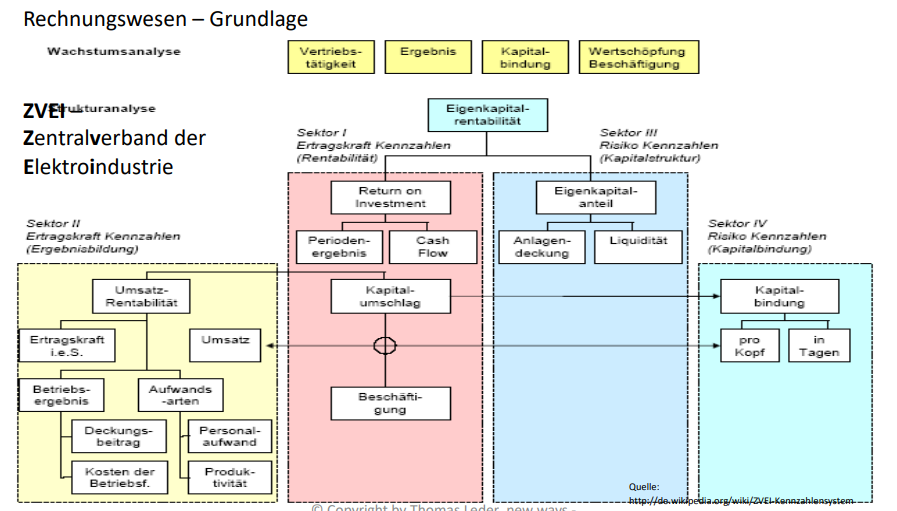 Rechnungswesen – Grundlage
Wachstumsanalyse
Vertriebs-
tätigkeit
Ergebnis
Kapital-
bindung
Wertschöpfung
Beschäftigung
Strukturanalyse
ZVEI –
Zentralverband der
Elektroindustrie
Eigenkapital-
rentabilität
Sektor I
Ertragskraft Kennzahlen
(Rentabilität)
Sektor III
Risiko Kennzahlen
(Kapitalstruktur)
Return on
Investment
Eigenkapital-
anteil
Perioden-
ergebnis
Cash
Flow
Anlagen-
deckung
Liquidität
Sektor II
Ertragskraft Kennzahlen
(Ergebnisbildung)
Sektor IV
Risiko Kennzahlen
(Kapitalbindung)
Umsatz-
Rentabilität
Kapital-
umschlag
Kapital-
bindung
Ertragskraft
i.e.S.
Umsatz
pro
Kopf
in
Tagen
Betriebs-
ergebnis
Aufwands
-arten
Beschäfti-
gung
Deckungs-
beitrag
Personal-
aufwand
Kosten der
Betriebsf.
Produk-
tivität
Quelle:
http://de.wikipedia.org/wiki/ZVEI-Kennzahlensystem
© Copyright by Thomas Leder, new ways -